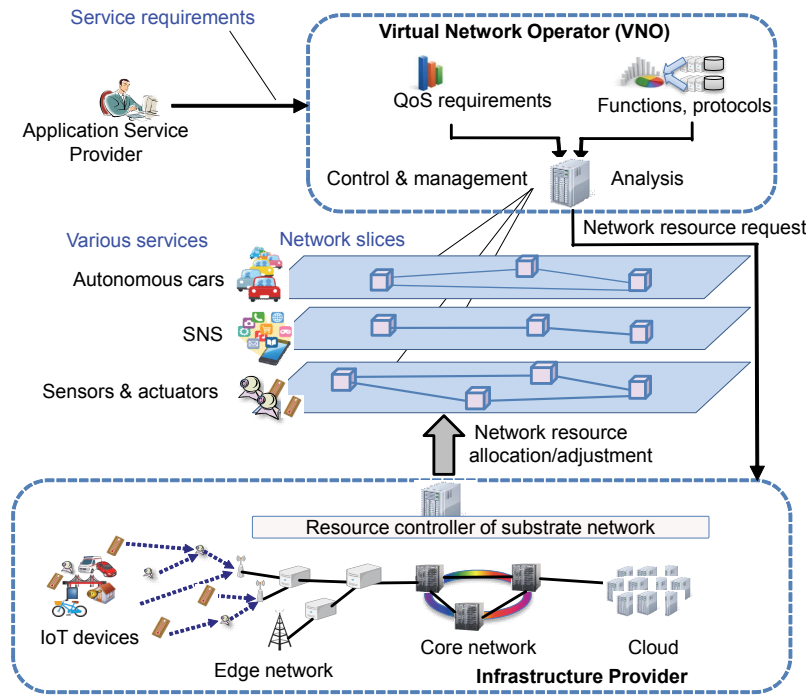 Service requirements
Virtual Network Operator (VNO)
QoS requirements
Functions, protocols
Application Service
Provider
Control & management
Analysis
Network resource request
Various services
Network slices
Autonomous cars
SNS
Sensors & actuators
Network resource
allocation/adjustment
Resource controller of substrate network
IoT devices
Edge network
Core network
Cloud
Infrastructure Provider